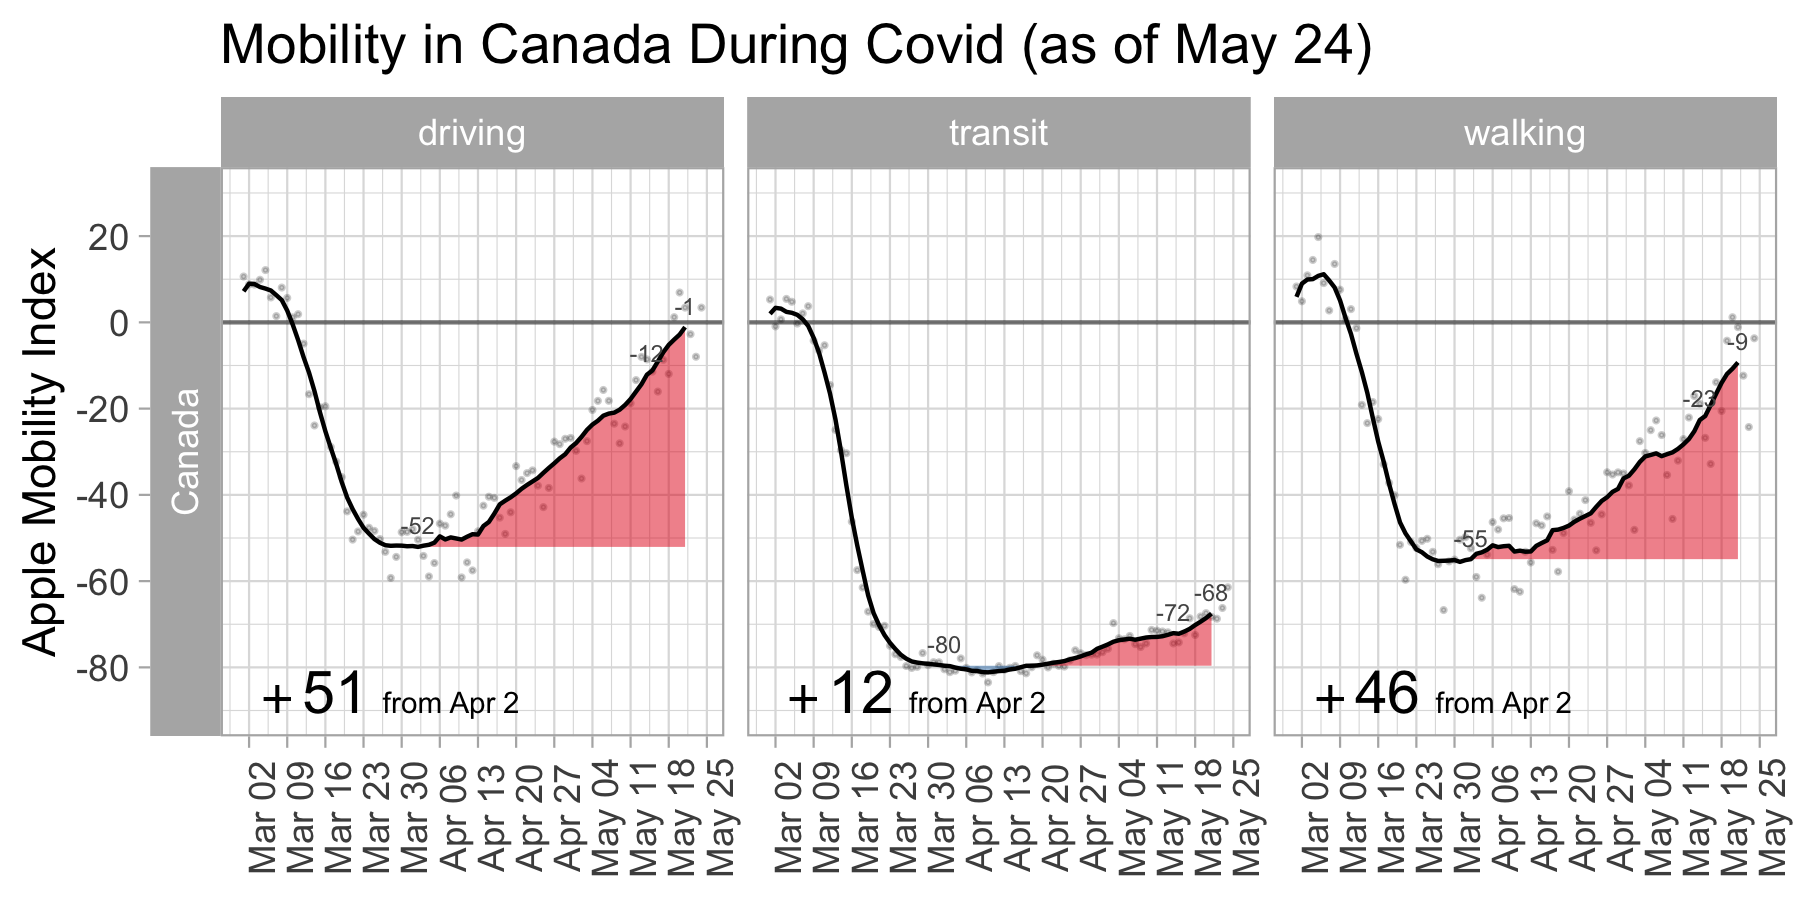 Mobility in Canada During Covid (as of May 24)
driving
transit
walking
Canada
Apple Mobility Index
20
0
-20
-40
-60
-80
-52
-12
-1
+51 from Apr 2
-80
-72
-68
+12 from Apr 2
-55
-23
-9
+46 from Apr 2
Mar 02
Mar 09
Mar 16
Mar 23
Mar 30
Apr 06
Apr 13
Apr 20
Apr 27
May 04
May 11
May 18
May 25
Mar 02
Mar 09
Mar 16
Mar 23
Mar 30
Apr 06
Apr 13
Apr 20
Apr 27
May 04
May 11
May 18
May 25
Mar 02
Mar 09
Mar 16
Mar 23
Mar 30
Apr 06
Apr 13
Apr 20
Apr 27
May 04
May 11
May 18
May 25